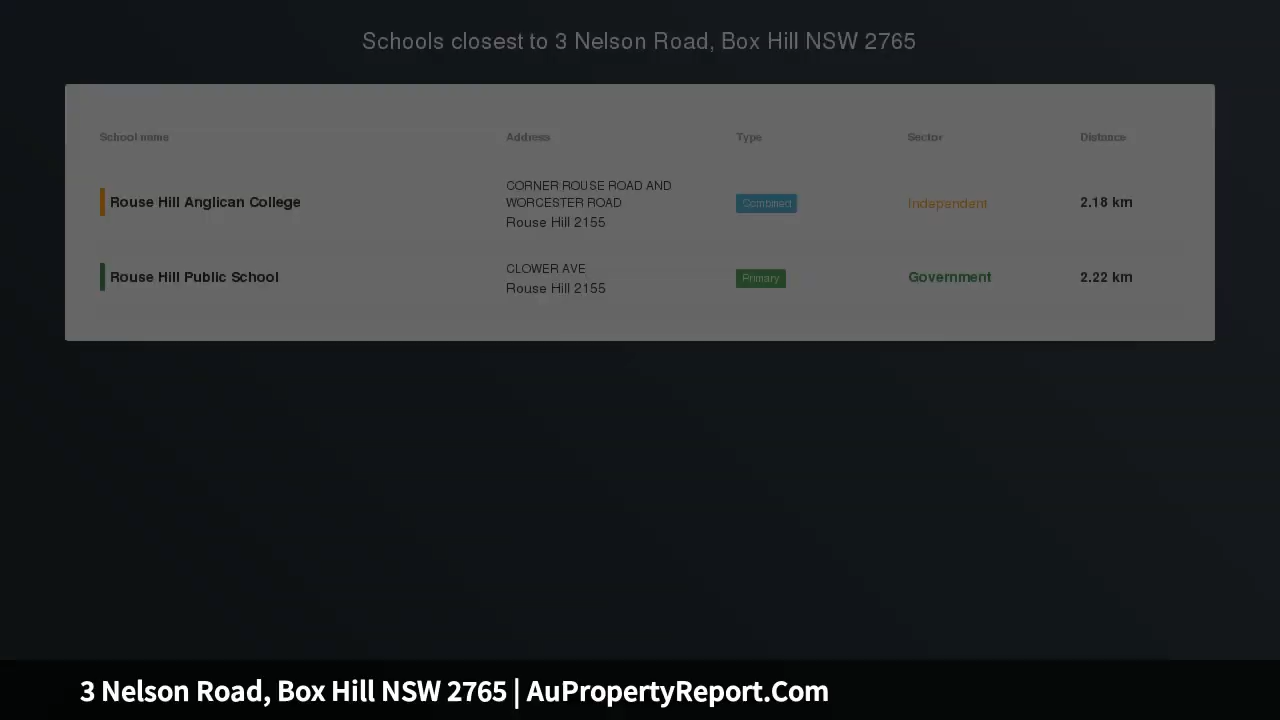 Schools closest to 3 Nelson Road, Box Hill NSW 2765
School name Address Type Sector Distance
CORNER ROUSE ROAD AND
Rouse Hill Anglican College WORCESTER ROAD Combined Independent 2.18 km
Rouse Hill 2155
CLOWER AVE
Rouse Hill Public School Primary Government 2.22 km
Rouse Hill 2155
3 Nelson Road, Box Hill NSW 2765 | AuPropertyReport.Com